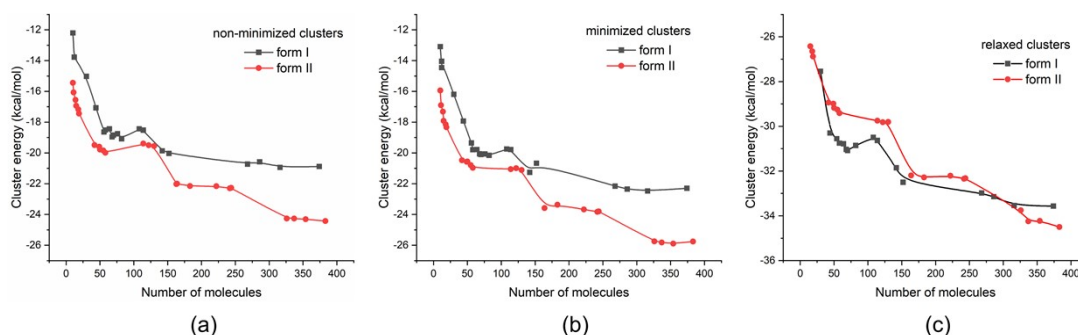 -12
-14
-16
-18
-20
-22
-24
-26
Cluster energy (kcal/mol)
non-minimized clusters
form I
form II
0 50 100 150 200 250 300 350 400
Number of molecules
(a)
-12
-14
-16
-18
-20
-22
-24
-26
Cluster energy (kcal/mol)
minimized clusters
form I
form II
0 50 100 150 200 250 300 350 400
Number of molecules
(b)
-26
-28
-30
-32
-34
-36
Cluster energy (kcal/mol)
relaxed clusters
form I
form II
0 50 100 150 200 250 300 350 400
Number of molecules
(c)